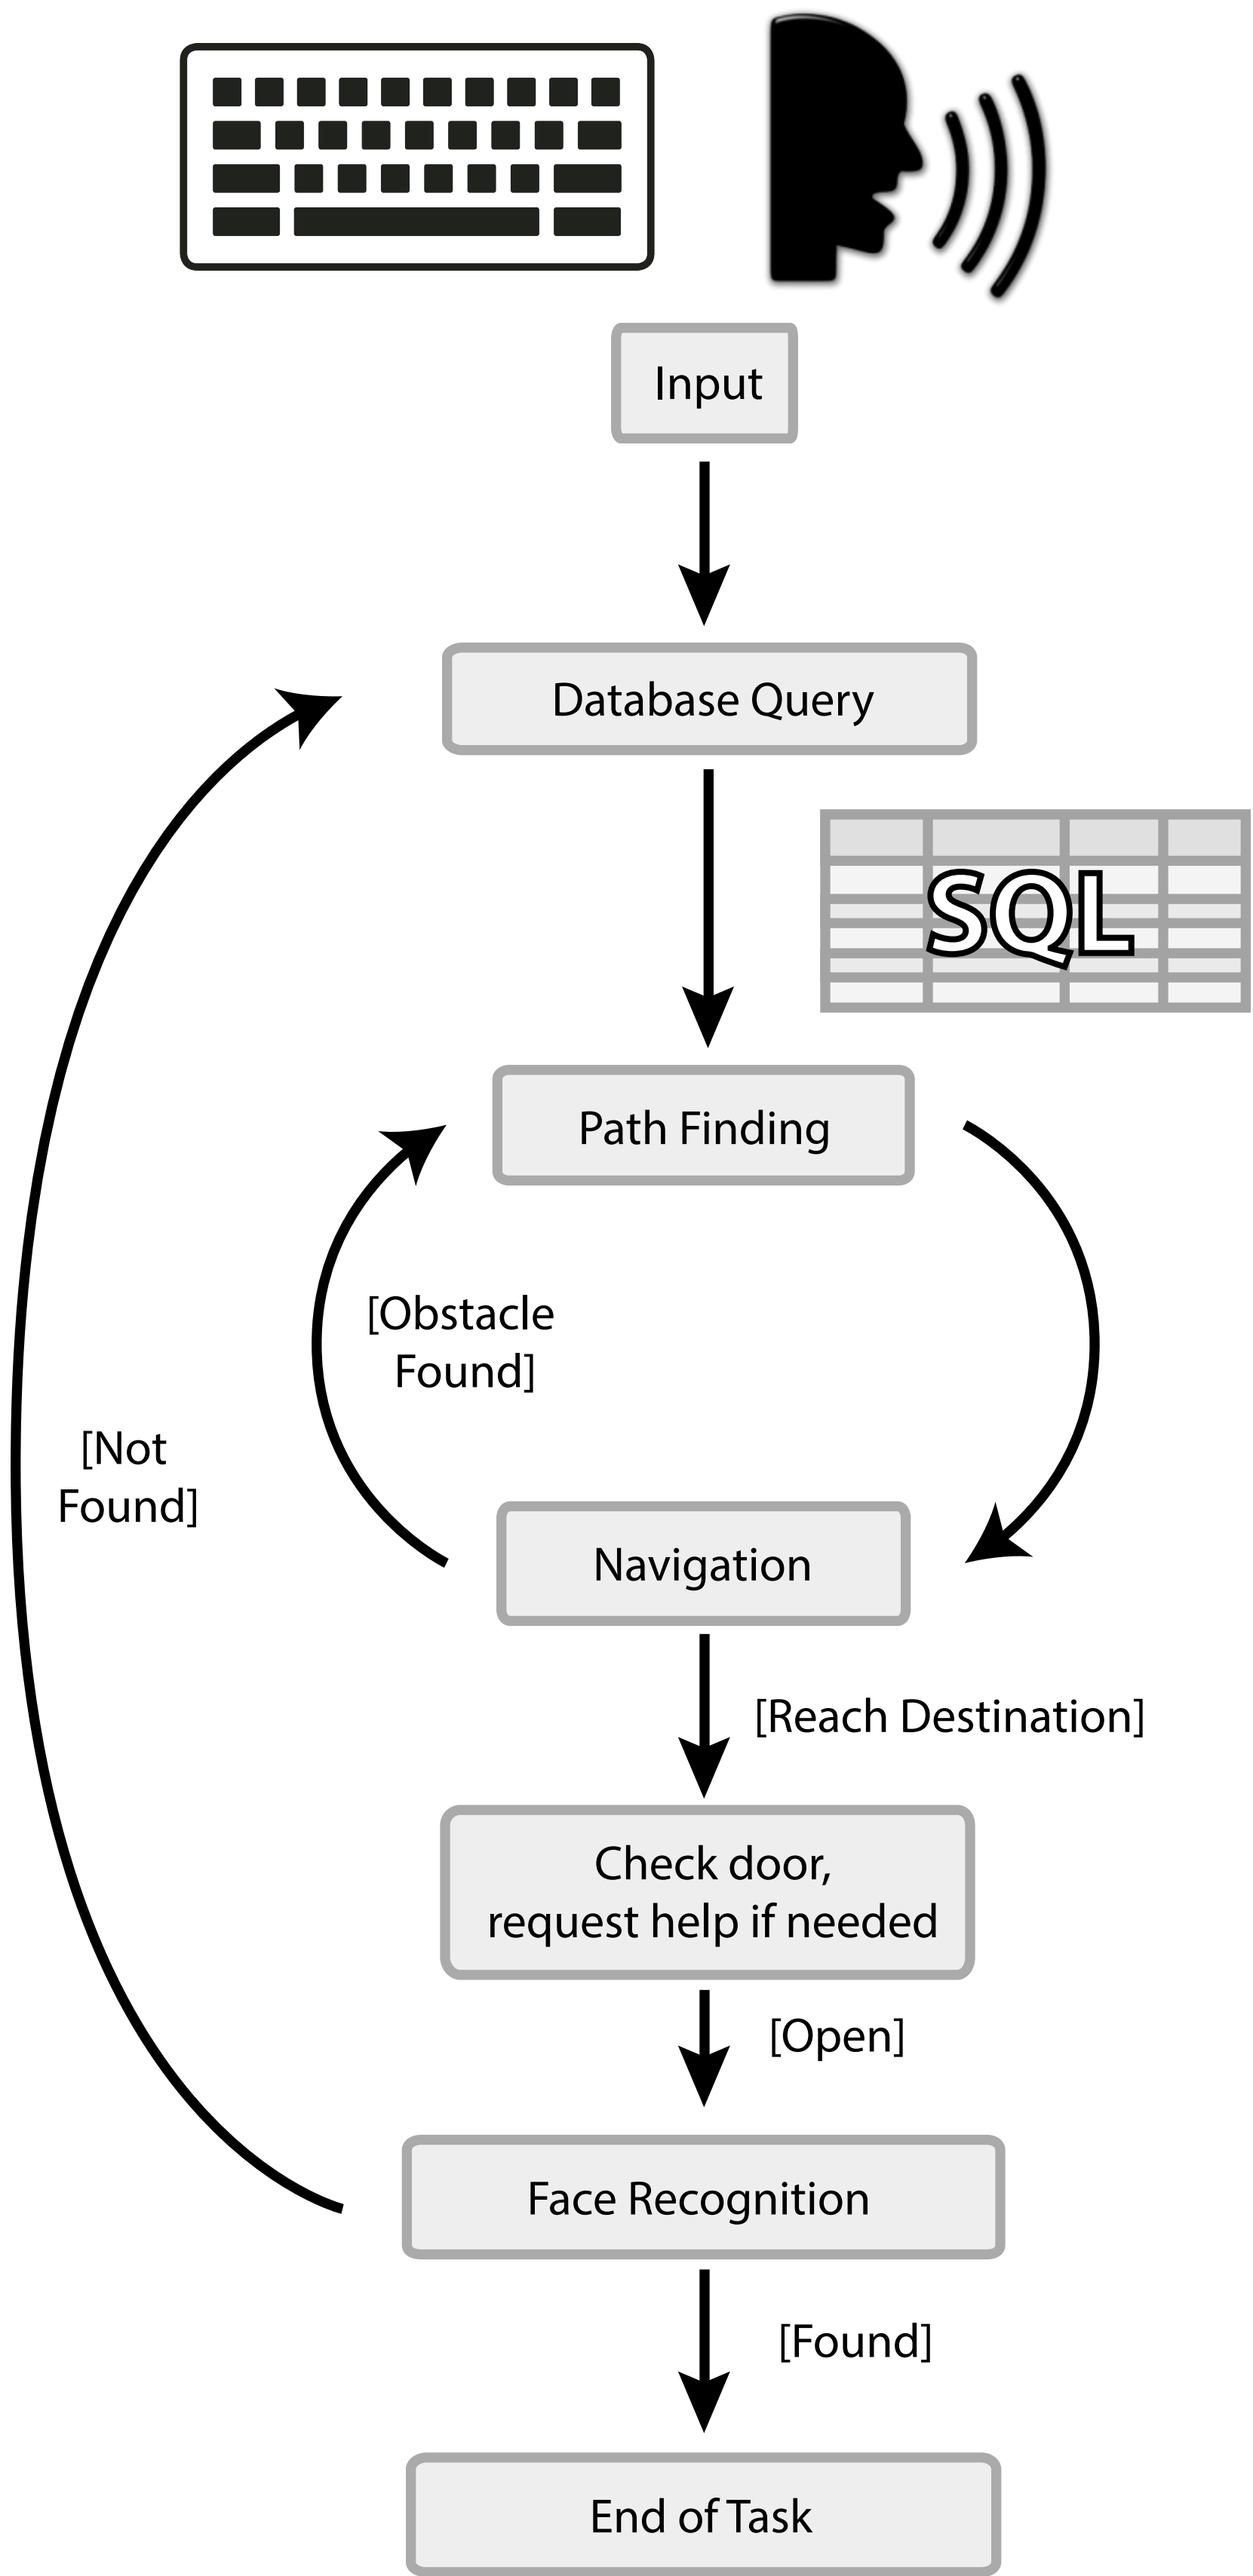 Input
Database Query
SQL
Path Finding
[Obstacle
Found]
[Not
Found]
Navigation
[Reach Destination]
Check door,
request help if needed
[Open]
Face Recognition
[Found]
End of Task